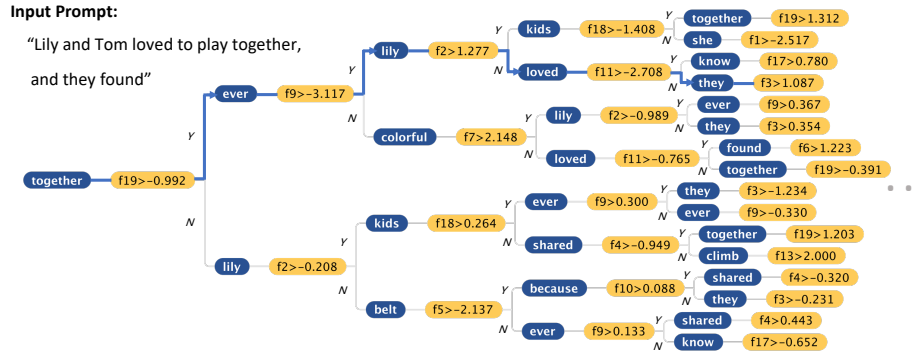 Input Prompt:
“Lily and Tom loved to play together,
and they found”
together f19>−0.992
Y
N
ever f9>−3.117
Y
N
lily f2>−0.208
Y
N
lily f2>1.277
Y
N
colorful f7>2.148
Y
N
kids f18>0.264
Y
N
belt f5>−2.137
Y
N
kids f18>−1.408
Y
N
loved f11>−2.708
Y
N
lily f2>−0.989
Y
N
loved f11>−0.765
Y
N
ever f9>0.300
Y
N
shared f4>−0.949
Y
N
because f10>0.088
Y
N
ever f9>0.133
Y
N
together f19>1.312
she f1>−2.517
know f17>0.780
they f3>1.087
ever f9>0.367
they f3>0.354
found f6>1.223
together f19>−0.391
they f3>−1.234
ever f9>−0.330
together f19>1.203
climb f13>2.000
shared f4>−0.320
they f3>−0.231
shared f4>0.443
know f17>−0.652